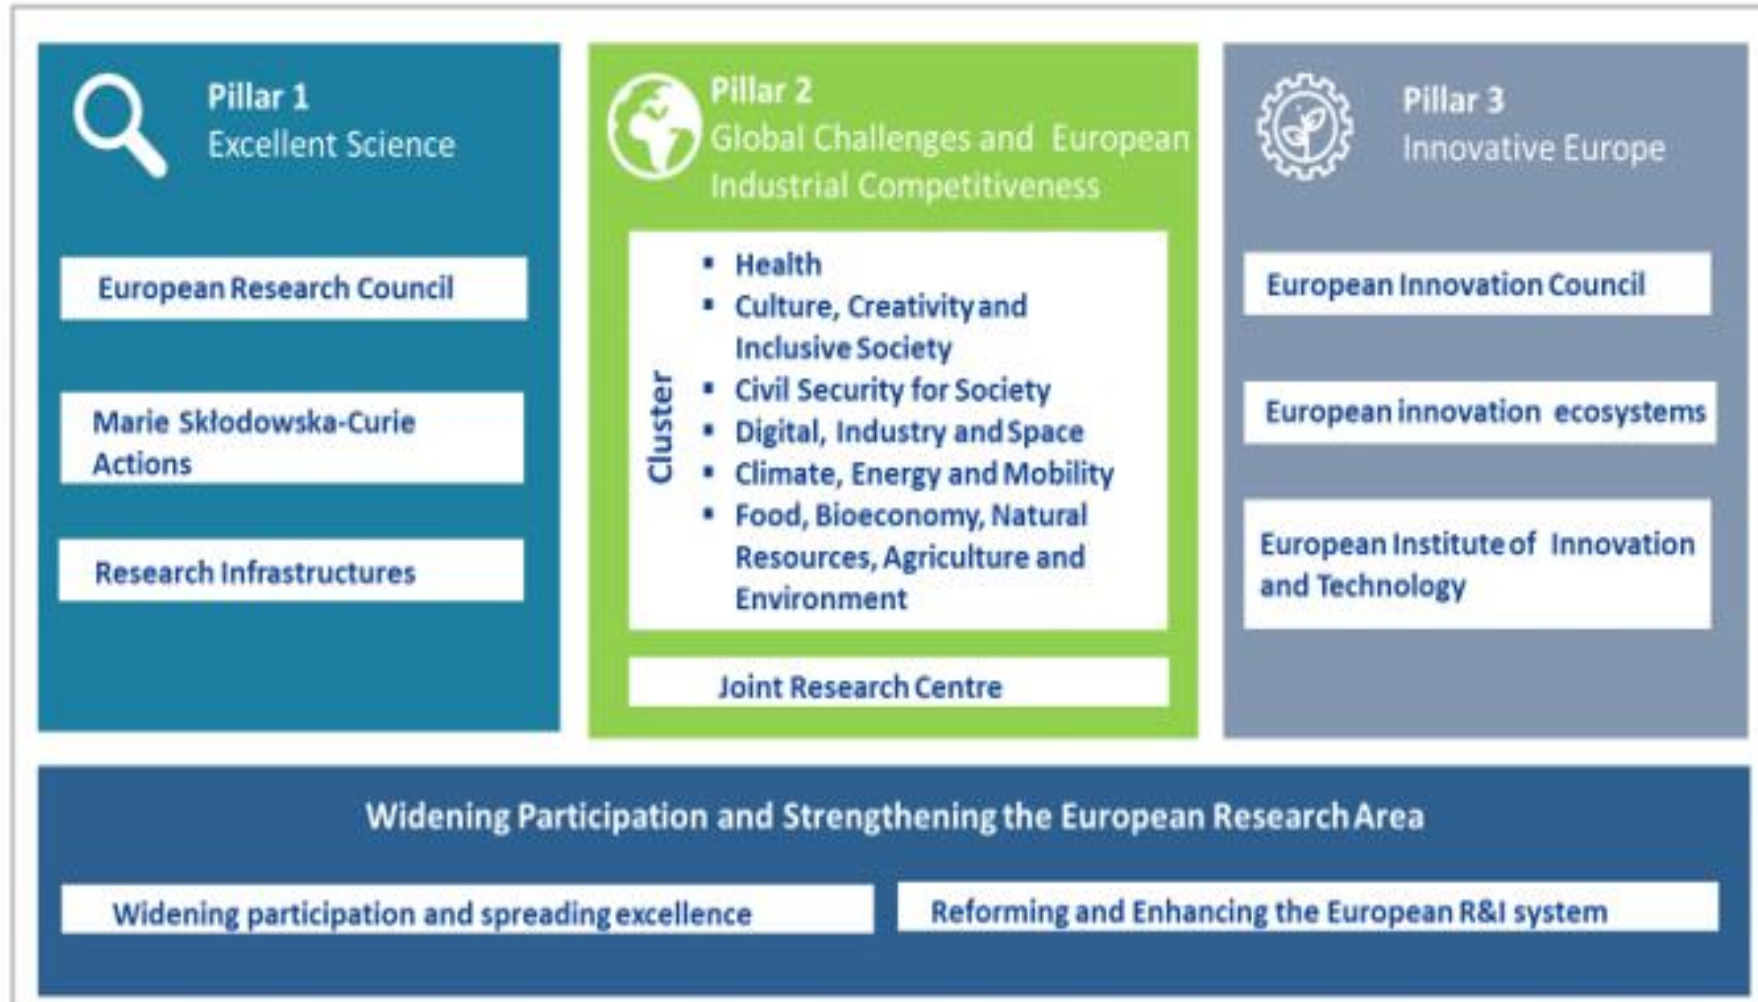 Pillar 1
Excellent Science
European Research Council
Marie Skłodowska-Curie
Actions
Research Infrastructures
Pillar 2
Global Challenges and European
Industrial Competitiveness
Cluster
▪ Health
▪ Culture, Creativity and
Inclusive Society
▪ Civil Security for Society
▪ Digital, Industry and Space
▪ Climate, Energy and Mobility
▪ Food, Bioeconomy, Natural
Resources, Agriculture and
Environment
Joint Research Centre
Pillar 3
Innovative Europe
European Innovation Council
European innovation ecosystems
European Institute of Innovation
and Technology
Widening Participation and Strengthening the European Research Area
Widening participation and spreading excellence
Reforming and Enhancing the European R&I system